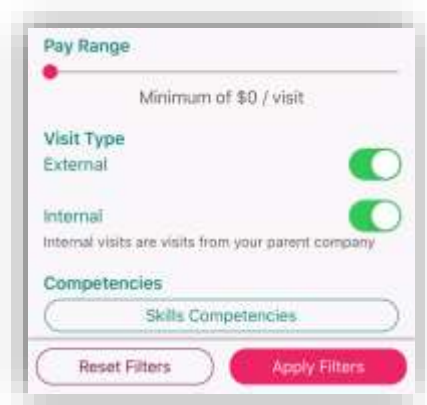 Pay Range
Minimum of $0 / visit
Visit Type
External
Internal
Internal visits are visits from your parent company
Competencies
Skills Competencies
Reset Filters
Apply Filters